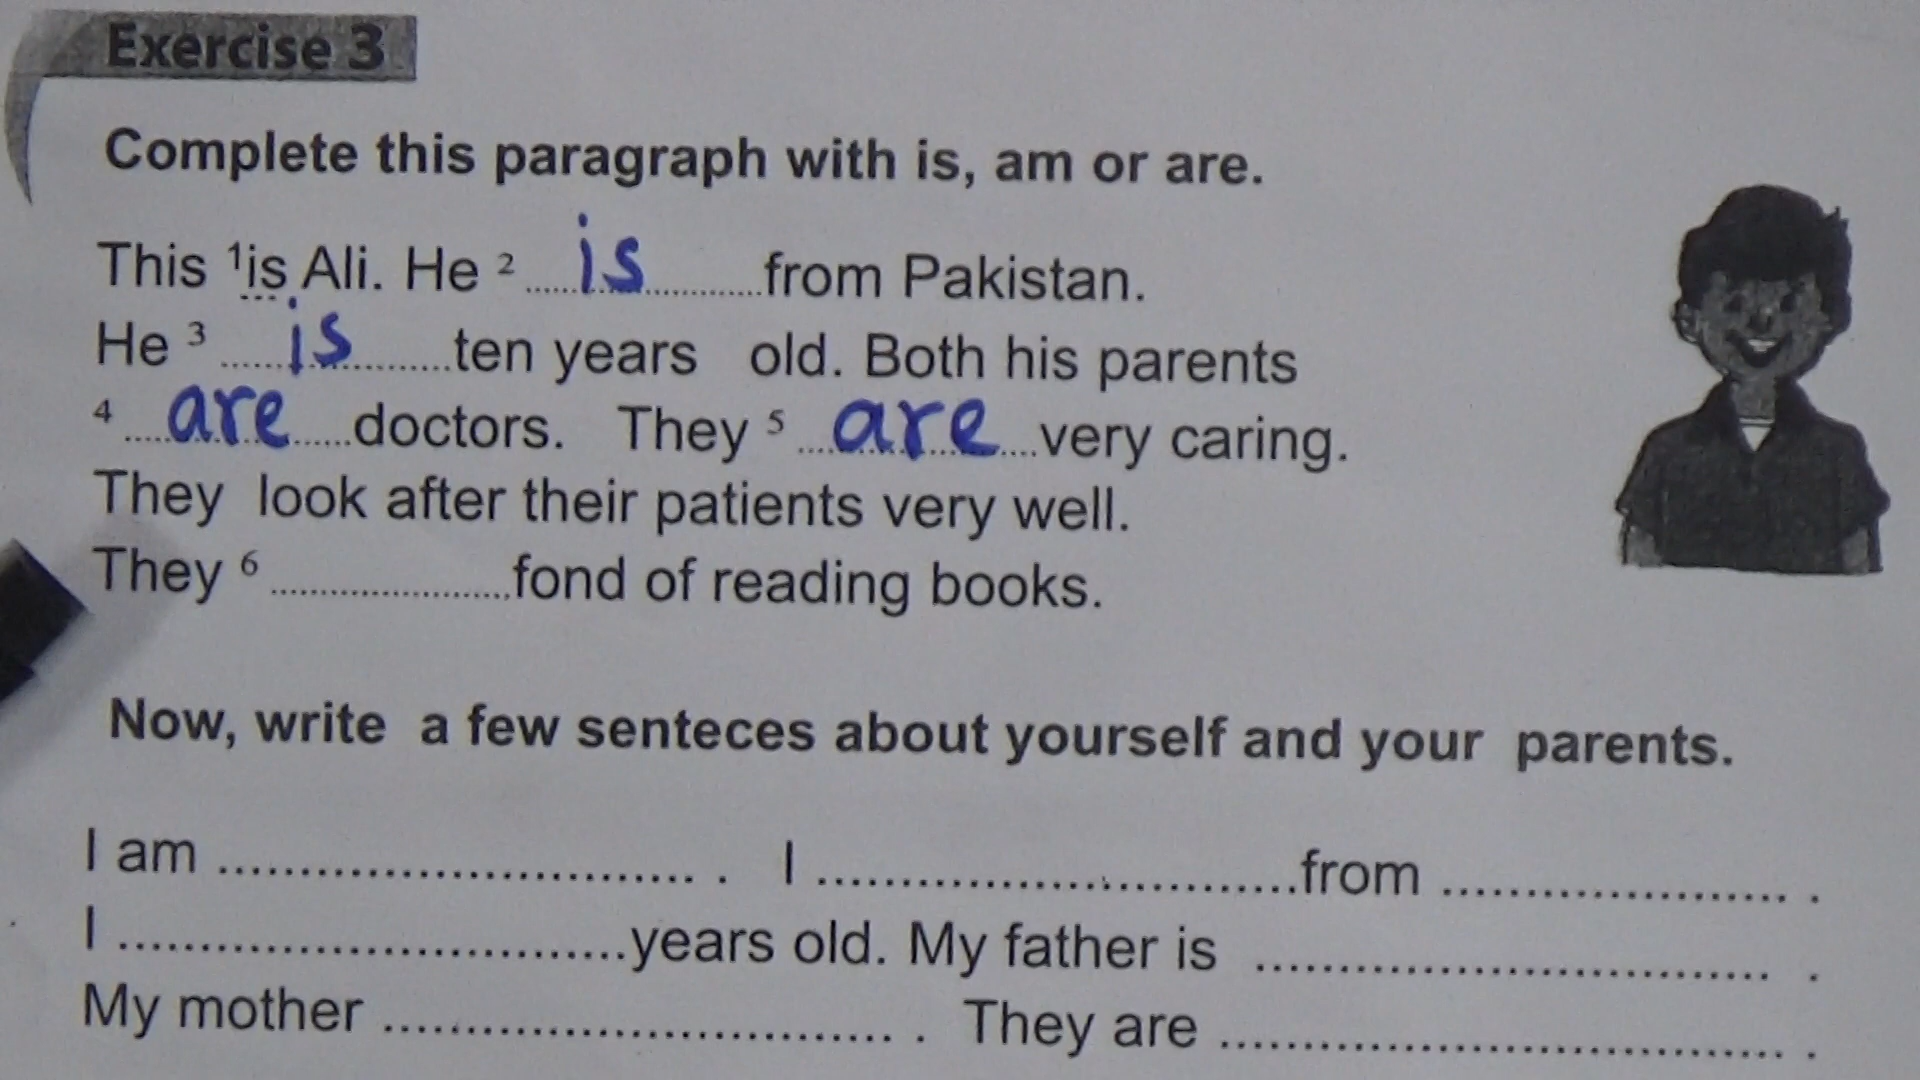 Exercise 3
Complete this paragraph with is, am or are.
This ¹is Ali. He ² ......is............from Pakistan.
He ³ ......is..........ten years old. Both his parents
⁴ .....are......doctors. They ⁵ ....are....very caring.
They look after their patients very well.
They ⁶ ........................fond of reading books.
Now, write a few senteces about yourself and your parents.
I am .............................. . I ..............................from ...................... .
I ................................years old. My father is ................................ .
My mother ................................ . They are .................................... .